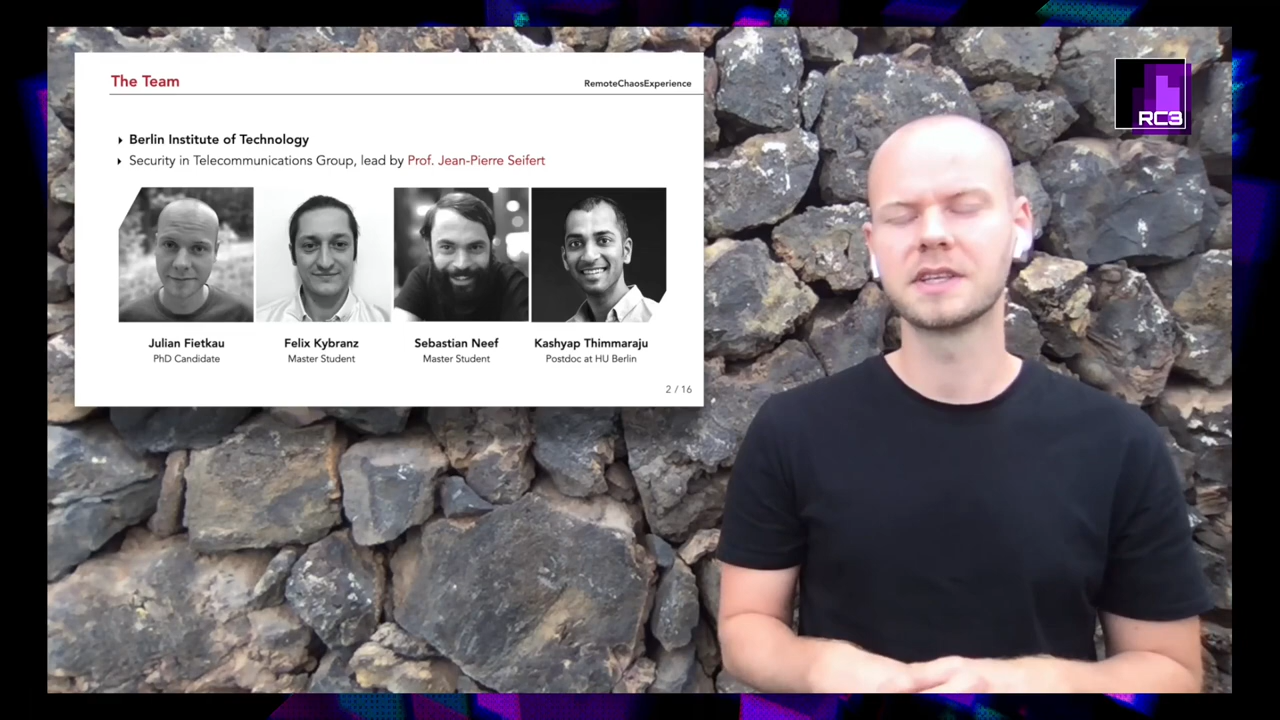 The Team
RemoteChaosExperience
Berlin Institute of Technology
Security in Telecommunications Group, lead by Prof. Jean-Pierre Seifert
Julian Fietkau
Felix Kybranz
Sebastian Neef
Kashyap Thimmaraju
PhD Candidate
Master Student
Master Student
Postdoc at HU Berlin
2 / 16
RC3